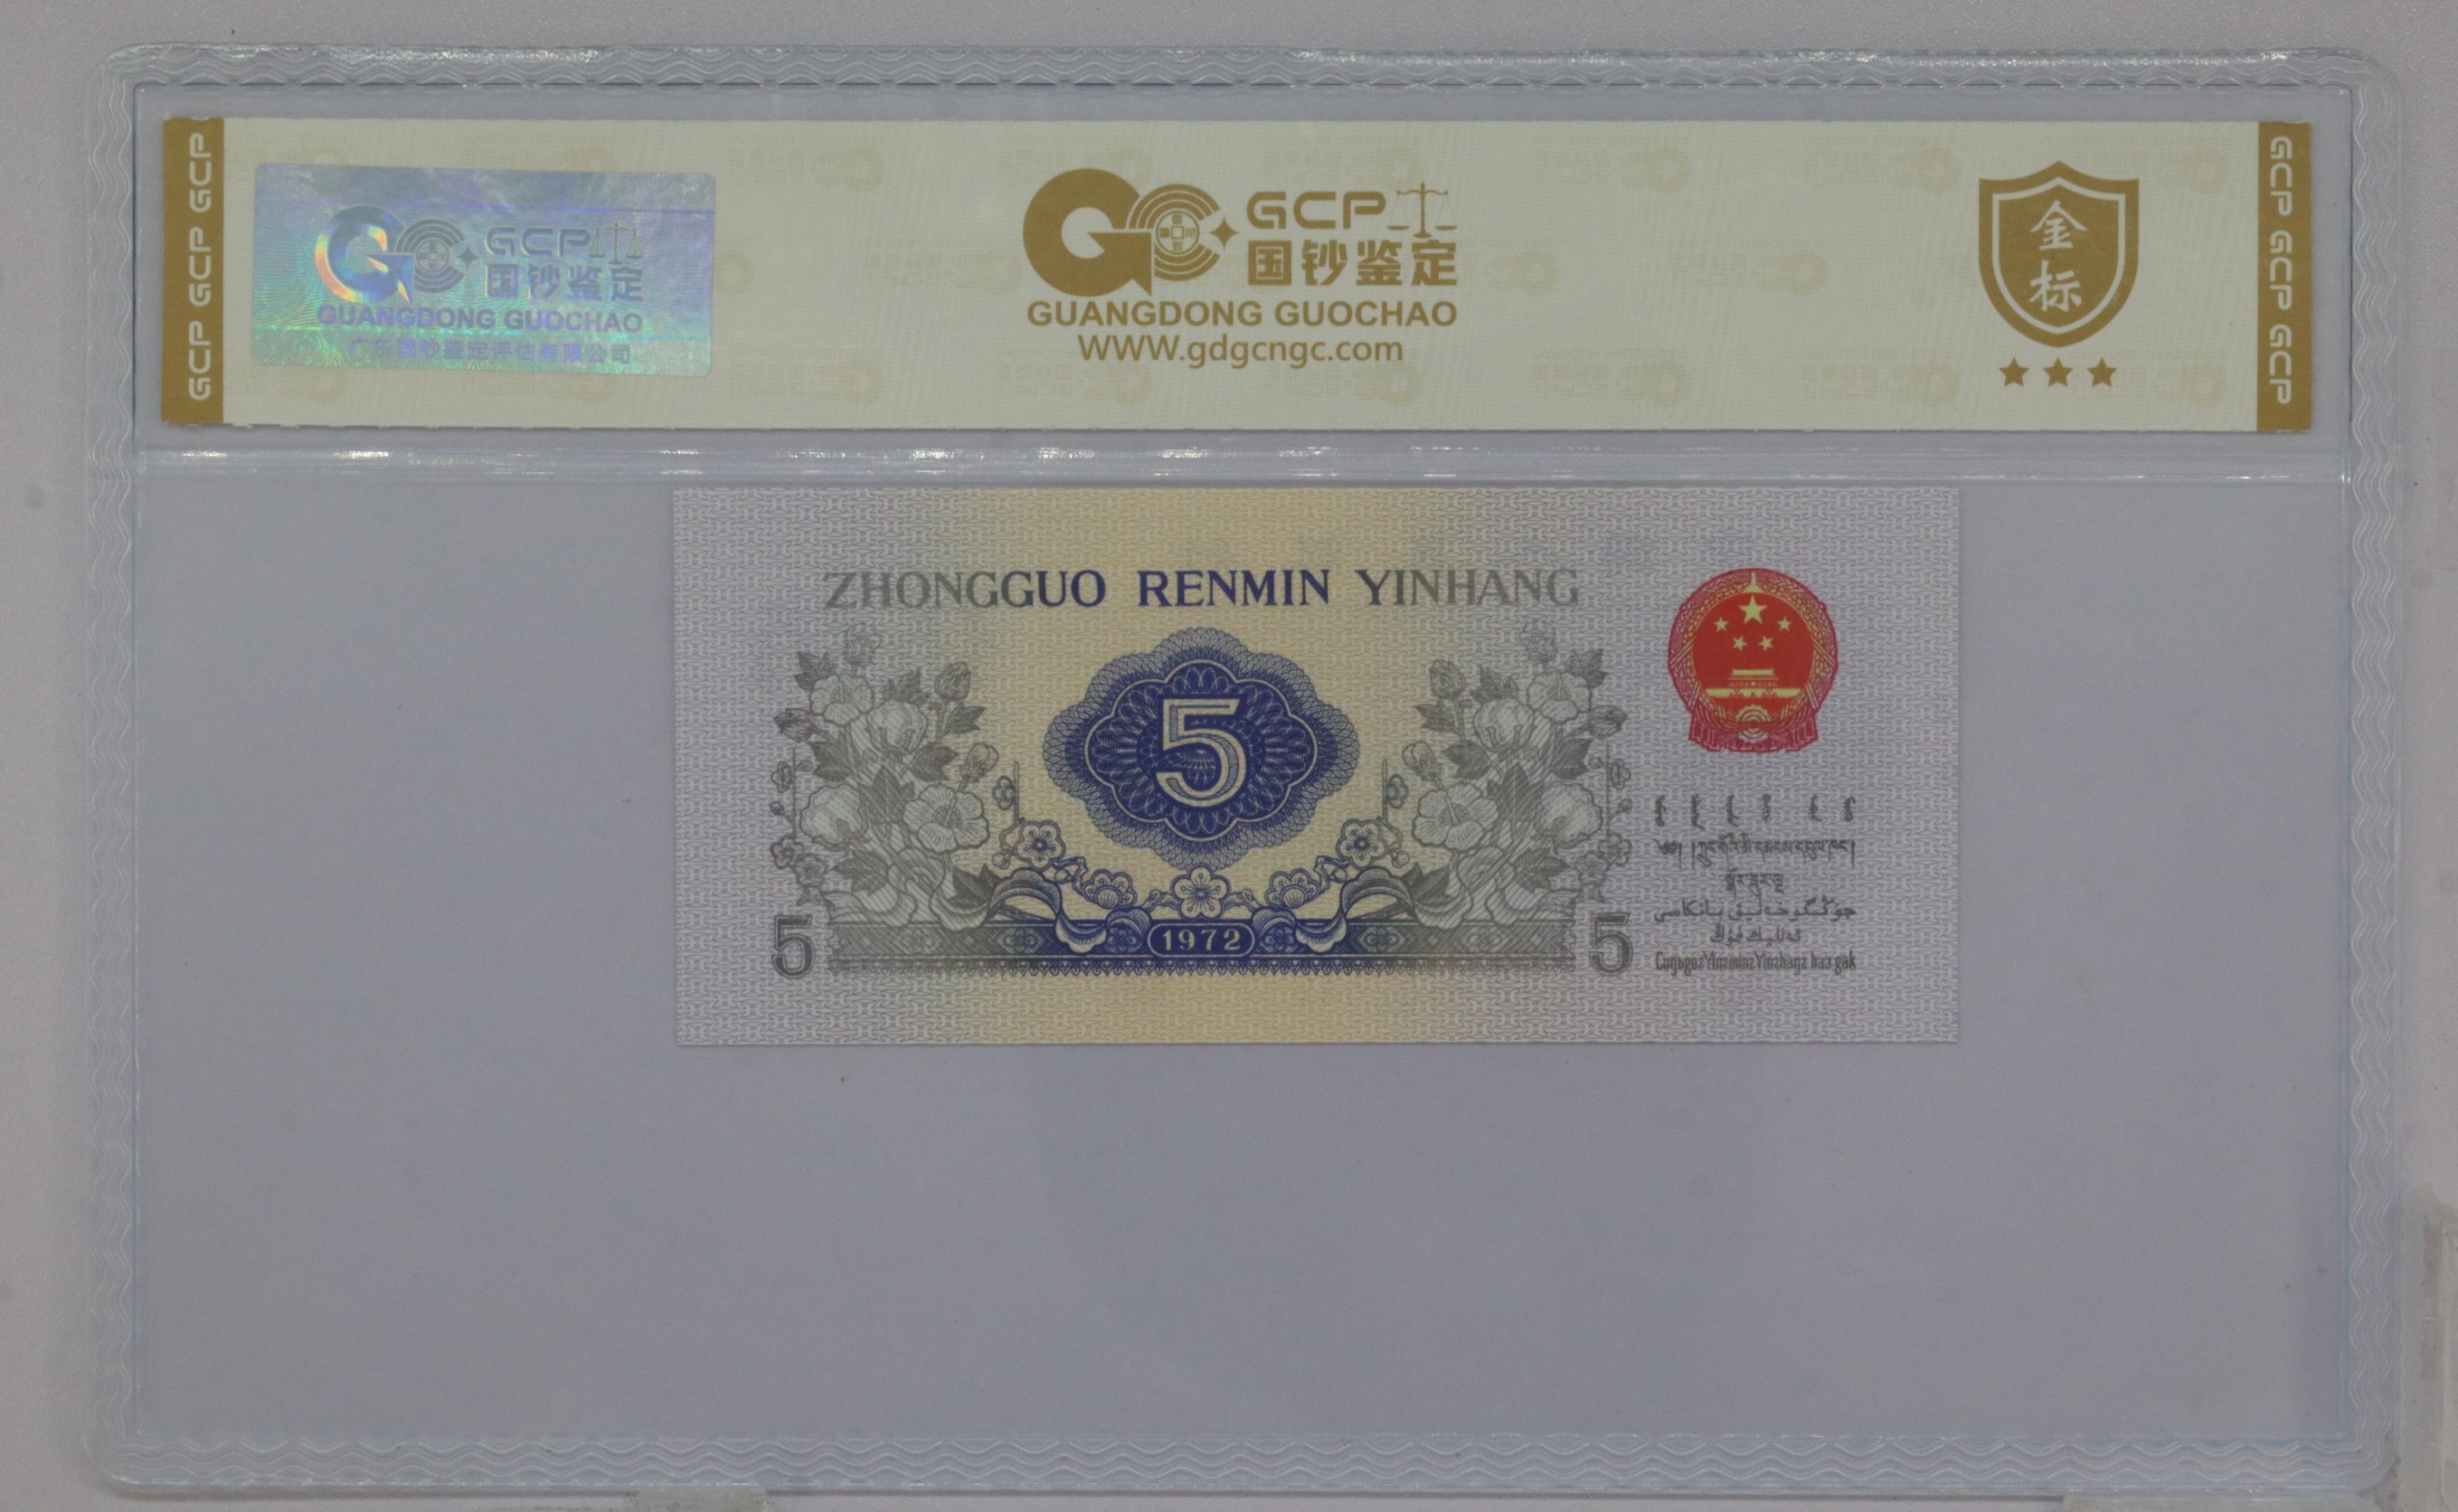 GCP GCP GCP
GCP
国钞鉴定
GUANGDONG GUOCHAO
广东国钞鉴定评估有限公司
GCP
国钞鉴定
GUANGDONG GUOCHAO
WWW.gdgcngc.com
金
标
GCP GCP GCP
ZHONGGUO RENMIN YINHANG
5
1972
5
5